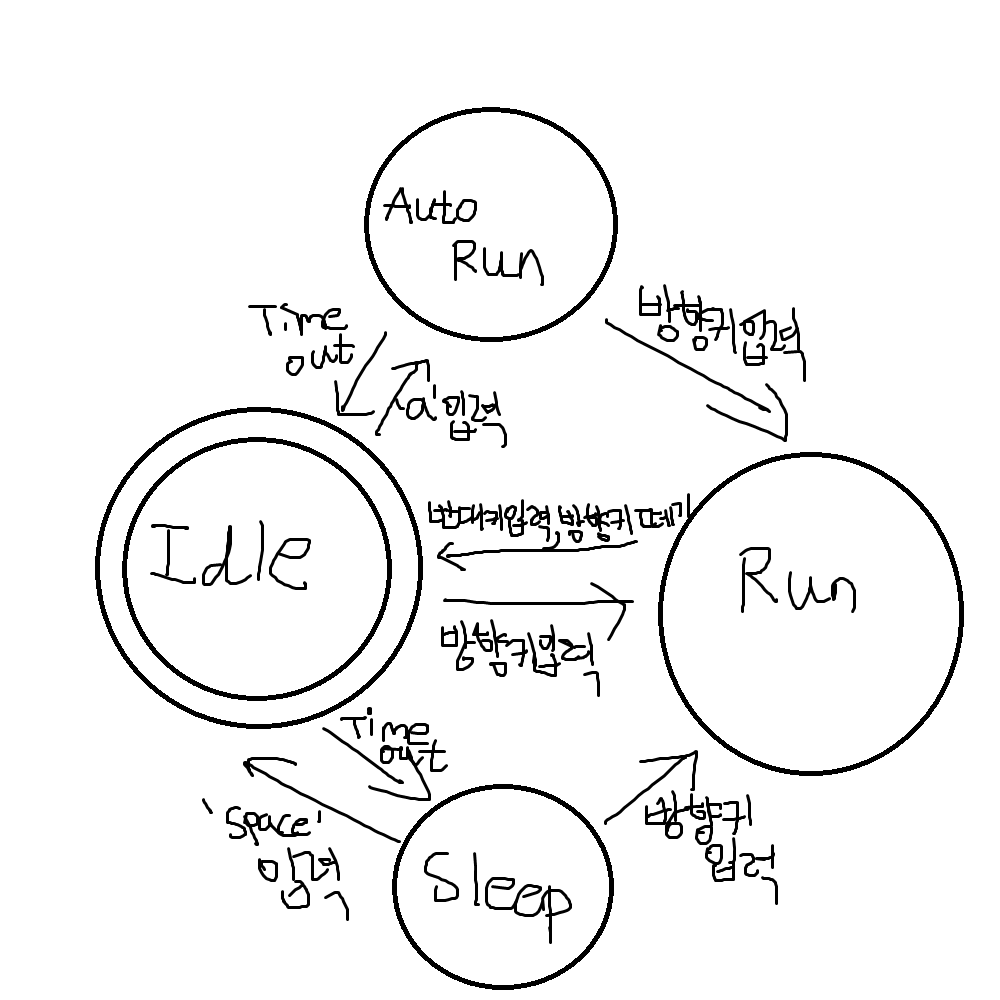 Auto
Run
Time
out
방향키입력
'a'입력
Idle
반대키입력,방향키떼기
Run
방향키입력
Time
out
'space'
입력
Sleep
방향키
입력